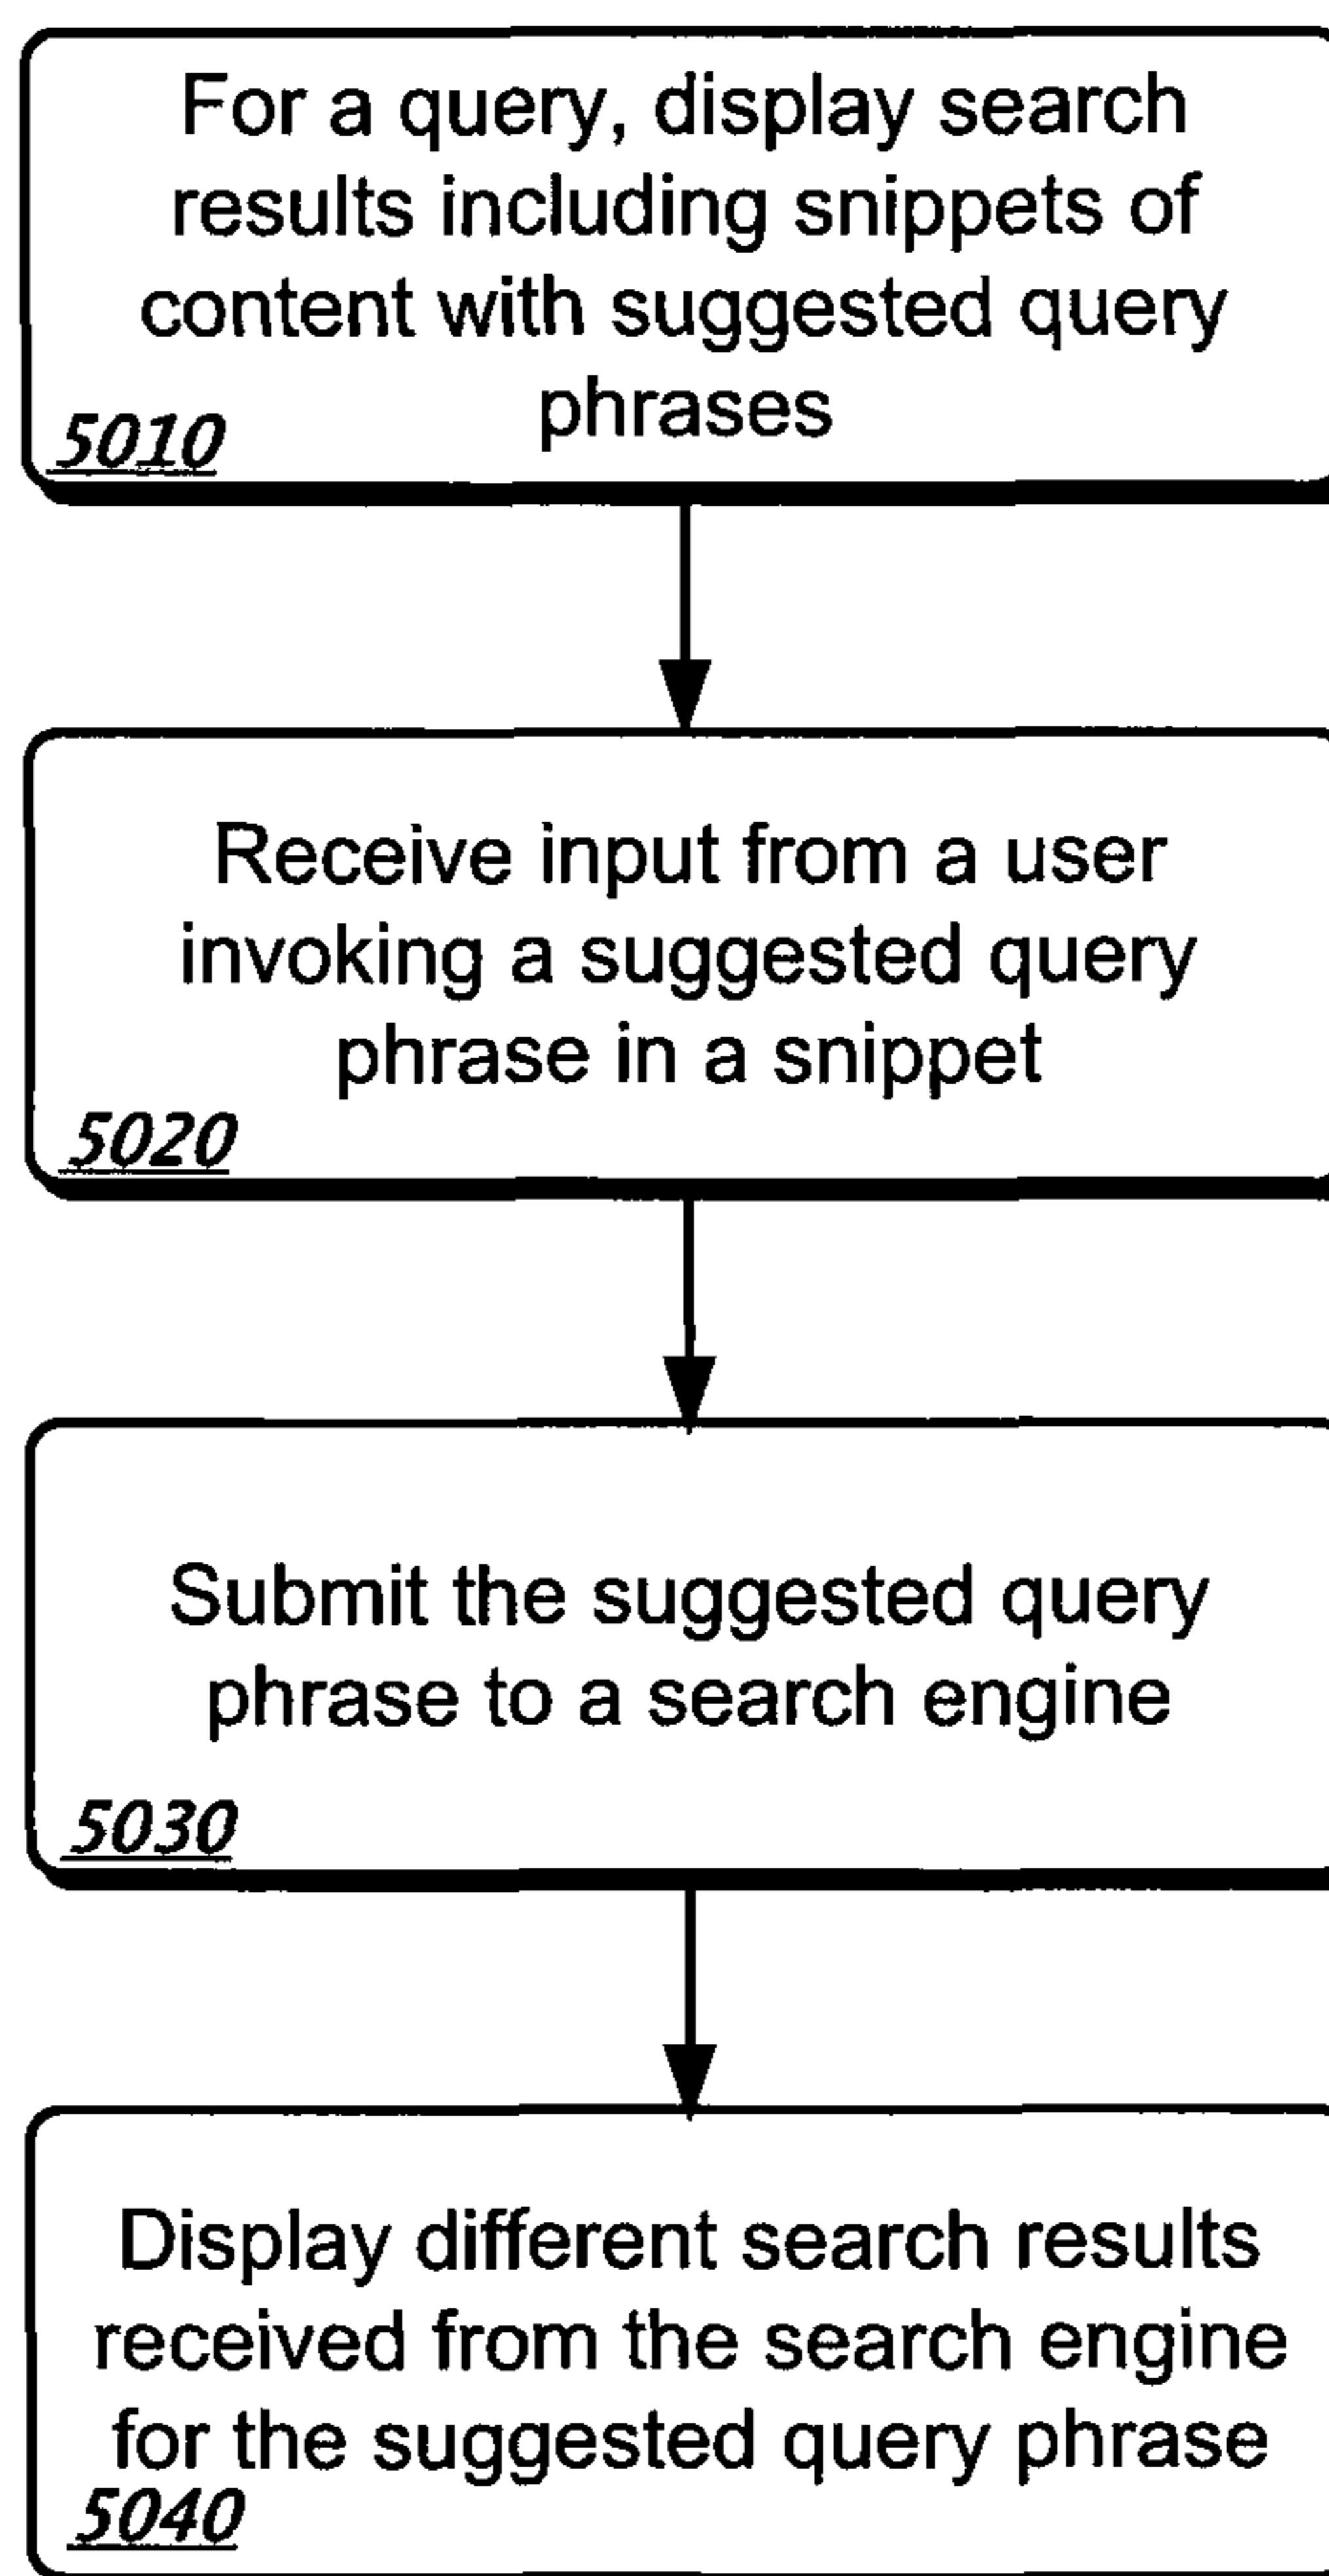 For a query, display search
results including snippets of
content with suggested query
phrases
5010
Receive input from a user
invoking a suggested query
phrase in a snippet
5020
Submit the suggested query
phrase to a search engine
5030
Display different search results
received from the search engine
for the suggested query phrase
5040